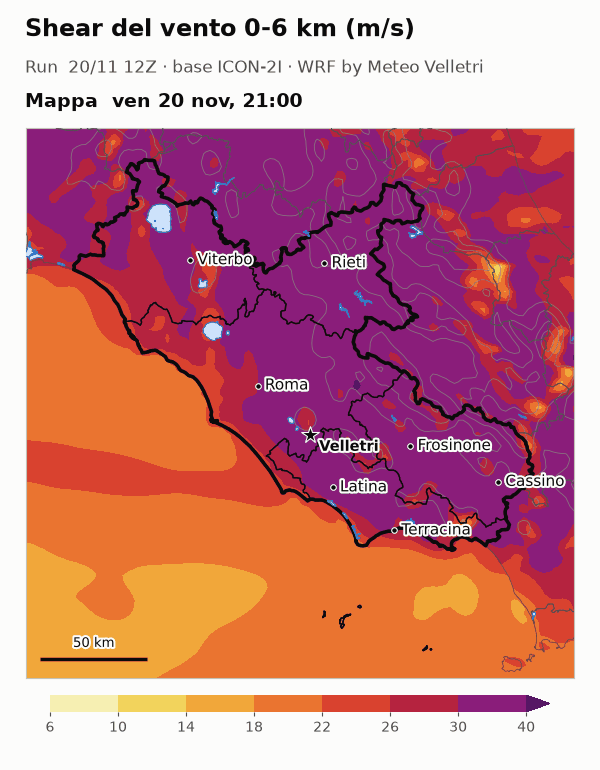 Shear del vento 0-6 km (m/s)
Run 20/11 12Z · base ICON-2I · WRF by Meteo Velletri
Mappa ven 20 nov, 21:00
Viterbo
Rieti
Roma
Velletri
Frosinone
Cassino
Latina
Terracina
50 km
6 10 14 18 22 26 30 40